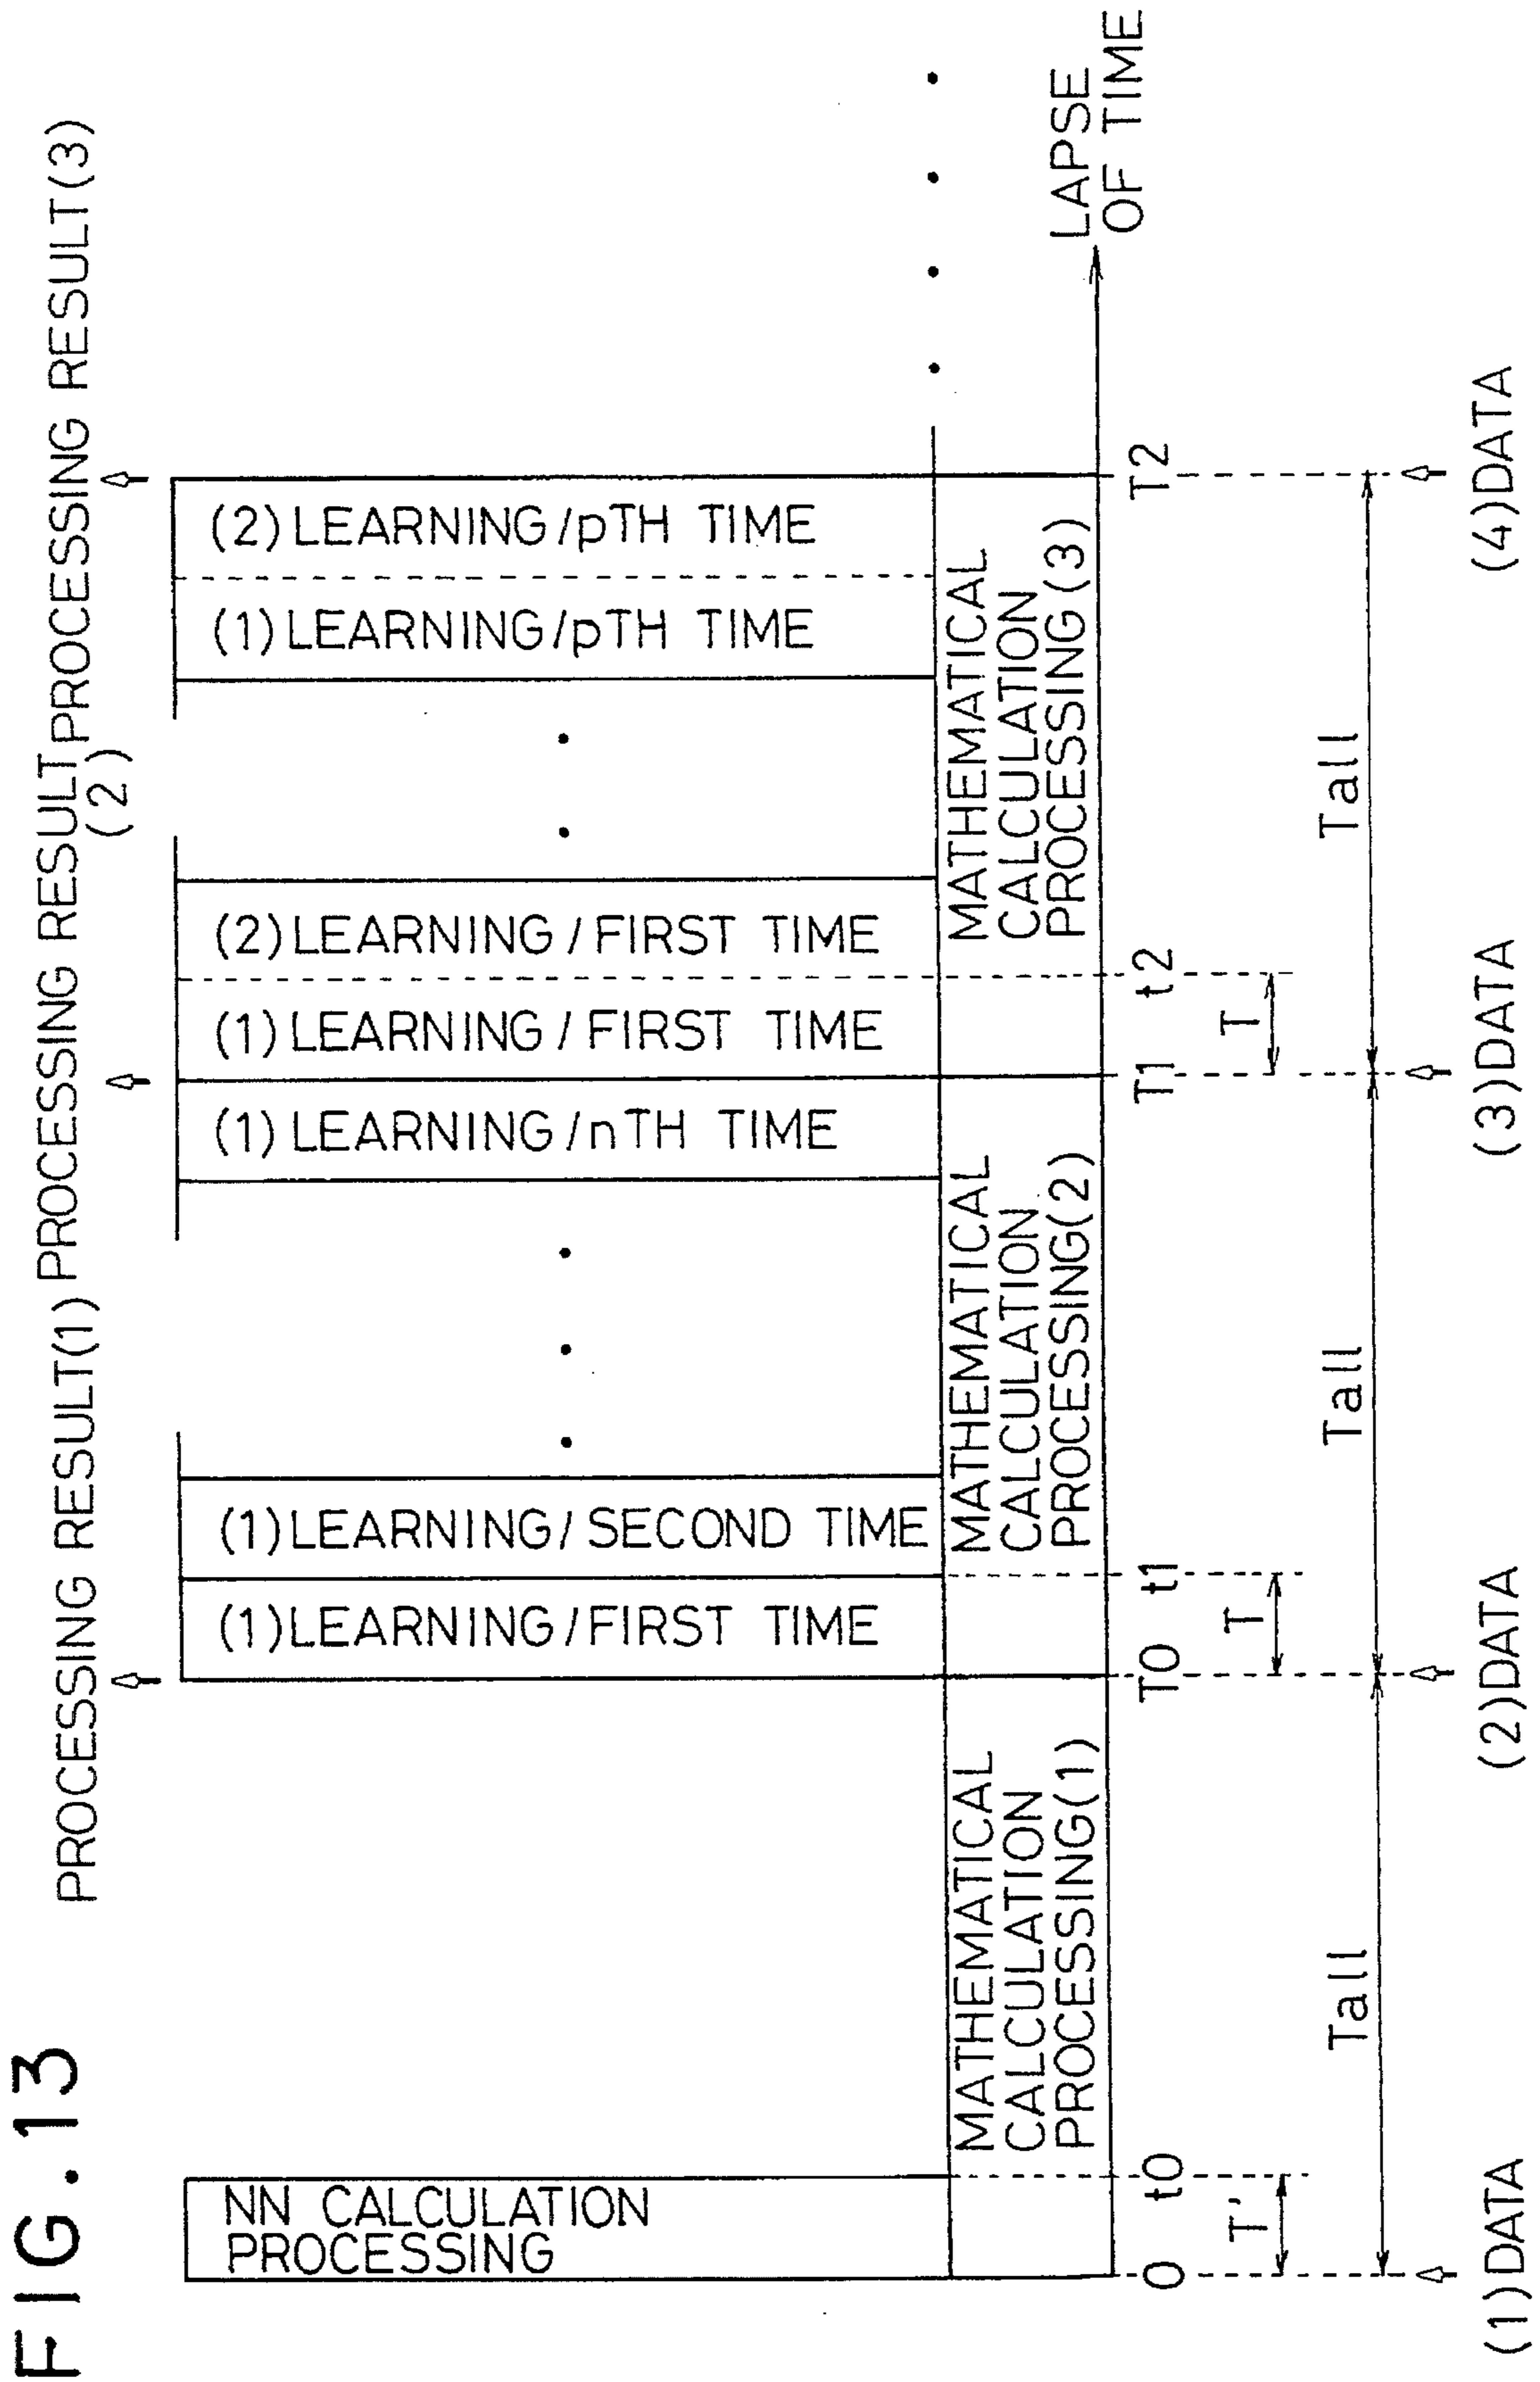 FIG.13
PROCESSING RESULT(1)
PROCESSING RESULT
(2)
PROCESSING RESULT(3)
NN CALCULATION
PROCESSING
(1)LEARNING/FIRST TIME
(1)LEARNING/SECOND TIME
(1)LEARNING/nTH TIME
(1)LEARNING/FIRST TIME
(2)LEARNING/FIRST TIME
(1)LEARNING/pTH TIME
(2)LEARNING/pTH TIME
MATHEMATICAL
CALCULATION
PROCESSING(1)
MATHEMATICAL
CALCULATION
PROCESSING(2)
MATHEMATICAL
CALCULATION
PROCESSING(3)
LAPSE
OF TIME
0
t0
T0
t1
T1
t2
T2
T'
T
T
Tall
Tall
Tall
(1)DATA
(2)DATA
(3)DATA
(4)DATA